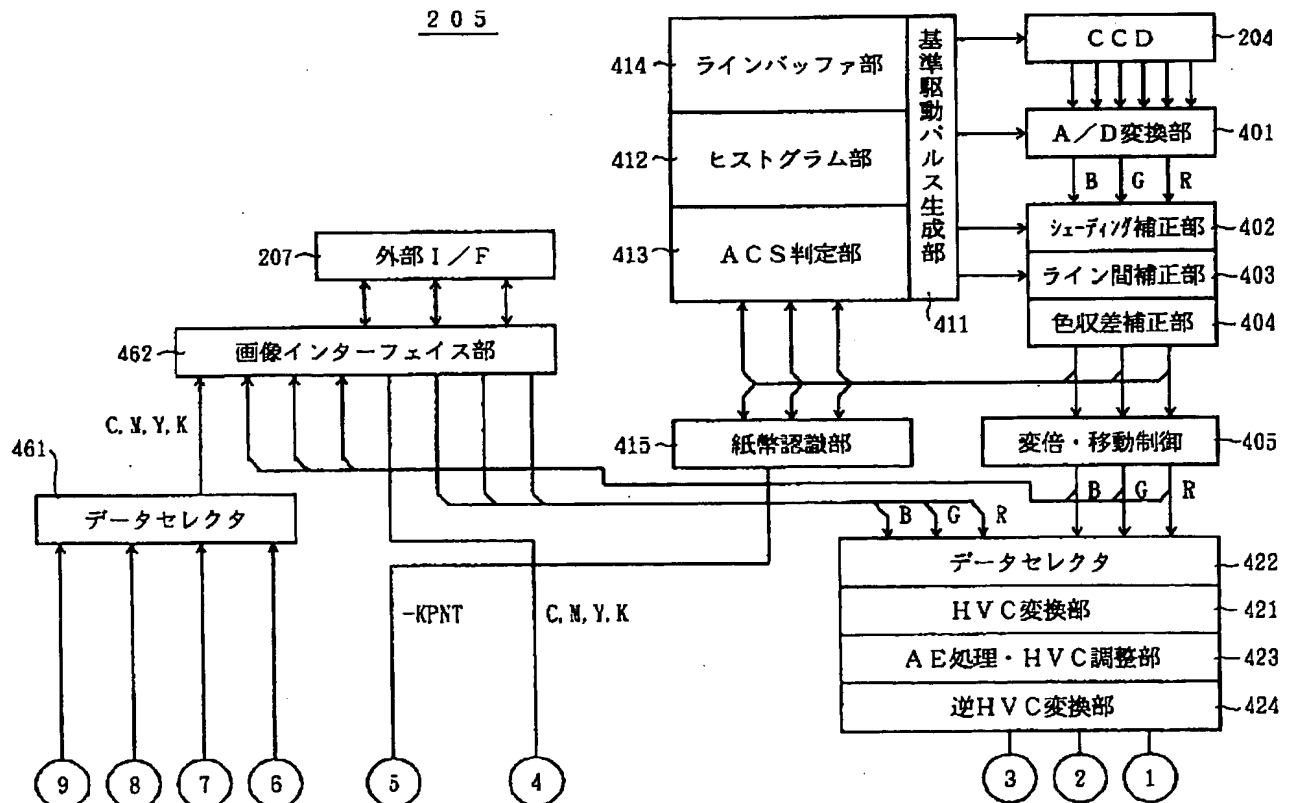 205
414
ラインバッファ部
基準駆動パルス生成部
CCD
204
412
ヒストグラム部
A/D変換部
401
B G R
413
ACS判定部
シェーディング補正部
402
ライン間補正部
403
411
色収差補正部
404
207
外部I/F
462
画像インターフェイス部
C,M,Y,K
415
紙幣認識部
変倍・移動制御
405
461
データセレクタ
B G R
B G R
データセレクタ
422
-KPNT
C,M,Y,K
HVC変換部
421
AE処理・HVC調整部
423
逆HVC変換部
424
9 8 7 6 5 4 3 2 1